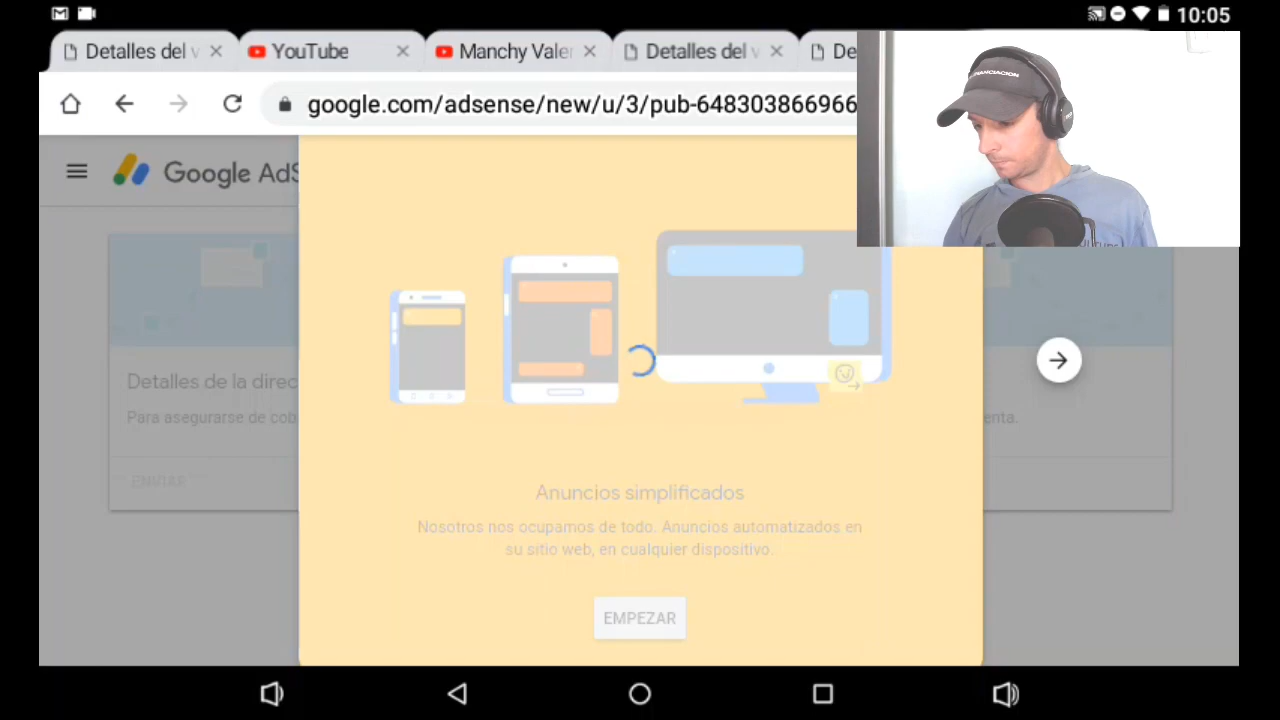 10:05
Detalles del v
YouTube
Manchy Valer
Detalles del v
De
google.com/adsense/new/u/3/pub-648303866966
Google AdS
Detalles de la direc
Para asegurarse de cob
enta.
ENVIAR
Anuncios simplificados
Nosotros nos ocupamos de todo. Anuncios automatizados en
su sitio web, en cualquier dispositivo.
EMPEZAR